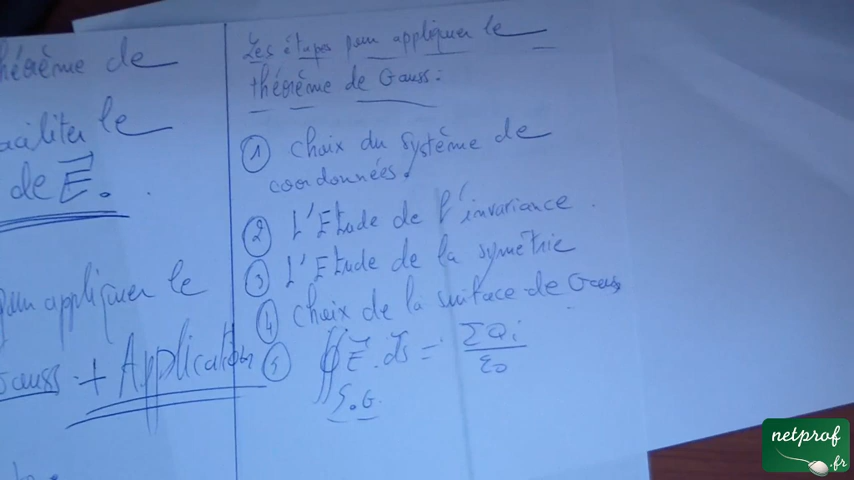 théorème de
faciliter le
de E⃗.
pour appliquer le
Gauss + Application
Les étapes pour appliquer le
théorème de Gauss:
① Choix du système de
coordonnées.
② L'Etude de l'invariance.
③ L'Etude de la symétrie
④ Choix de la surface de Gauss
⑤ ∯ E⃗.ds⃗ = ΣQi/ε0
S.G.
netprof
.fr